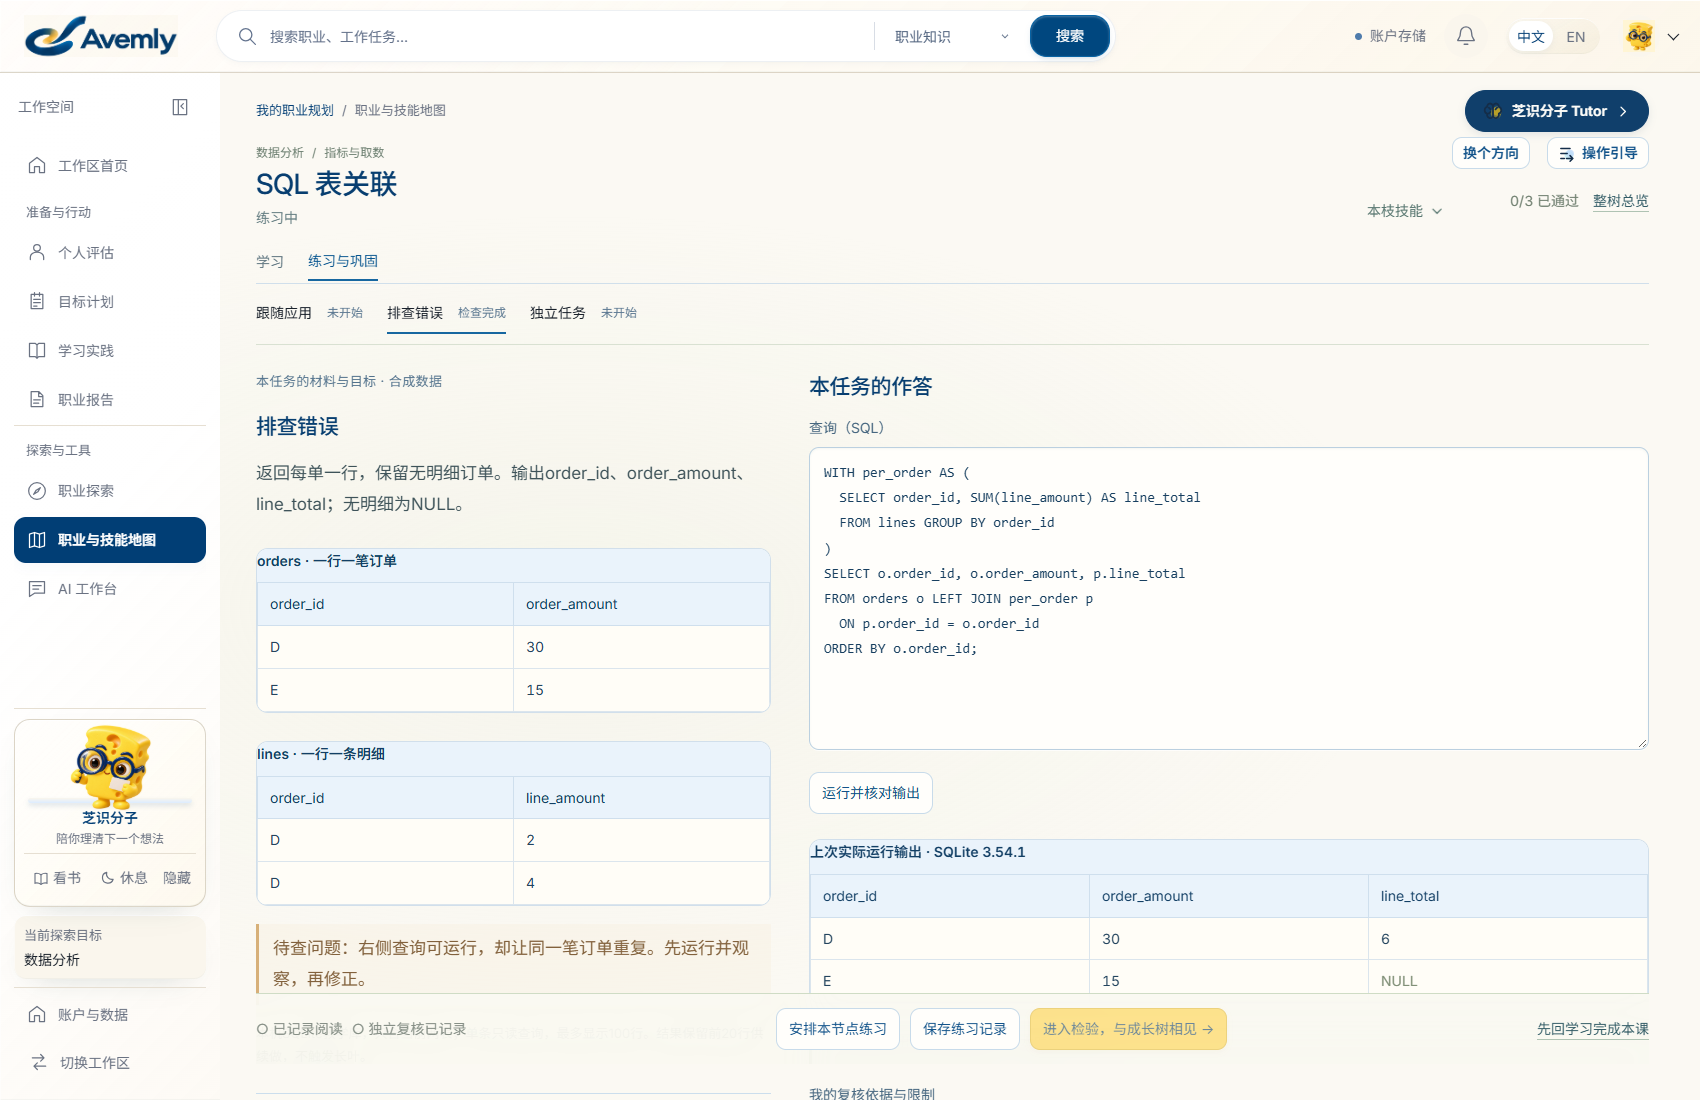 Avemly
搜索职业、工作任务...
职业知识
搜索
账户存储
中文
EN
工作空间
工作区首页
准备与行动
个人评估
目标计划
学习实践
职业报告
探索与工具
职业探索
职业与技能地图
AI 工作台
芝识分子
陪你理清下一个想法
看书
休息
隐藏
当前探索目标
数据分析
账户与数据
切换工作区
我的职业规划 / 职业与技能地图
芝识分子 Tutor
换个方向
操作引导
数据分析 / 指标与取数
SQL 表关联
练习中
本枝技能
0/3 已通过
整树总览
学习
练习与巩固
跟随应用 未开始
排查错误 检查完成
独立任务 未开始
本任务的材料与目标 · 合成数据
排查错误
返回每单一行，保留无明细订单。输出order_id、order_amount、
line_total；无明细为NULL。
orders · 一行一笔订单
order_id order_amount
D 30
E 15
lines · 一行一条明细
order_id line_amount
D 2
D 4
待查问题：右侧查询可运行，却让同一笔订单重复。先运行并观
察，再修正。
本任务的作答
查询（SQL）
WITH per_order AS (
SELECT order_id, SUM(line_amount) AS line_total
FROM lines GROUP BY order_id
)
SELECT o.order_id, o.order_amount, p.line_total
FROM orders o LEFT JOIN per_order p
ON p.order_id = o.order_id
ORDER BY o.order_id;
运行并核对输出
上次实际运行输出 · SQLite 3.54.1
order_id order_amount line_total
D 30 6
E 15 NULL
已记录阅读
独立复核已记录
安排本节点练习
保存练习记录
进入检验，与成长树相见 →
先回学习完成本课
我的复核依据与限制